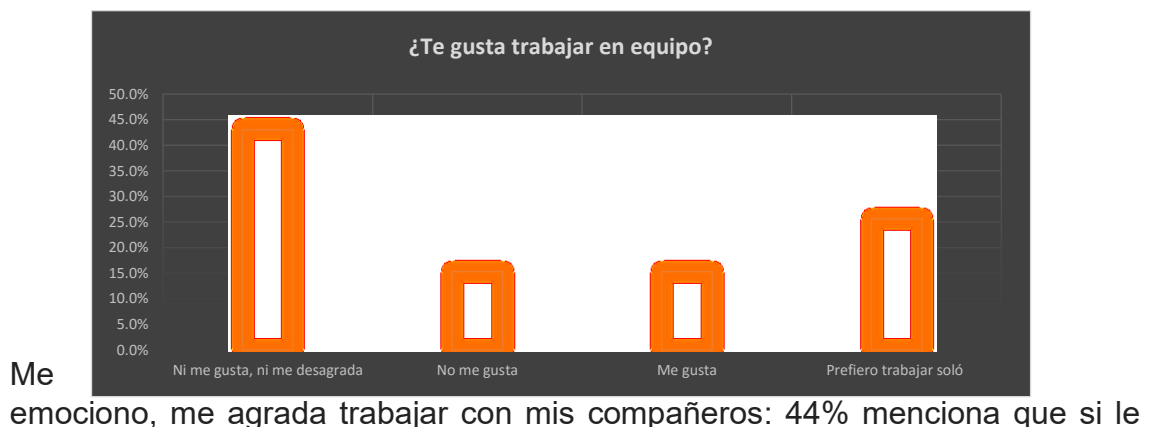 ¿Te gusta trabajar en equipo?
50.0%
45.0%
40.0%
35.0%
30.0%
25.0%
20.0%
15.0%
10.0%
5.0%
0.0%
Ni me gusta, ni me desagrada No me gusta Me gusta Prefiero trabajar soló
Me
emociono, me agrada trabajar con mis compañeros: 44% menciona que si le